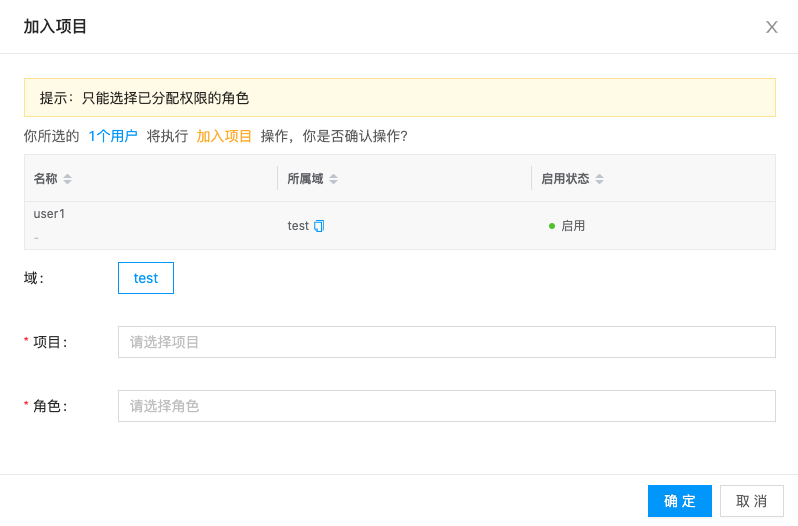 加入项目
提示：只能选择已分配权限的角色
你所选的 1个用户 将执行 加入项目 操作，你是否确认操作？
名称 所属域 启用状态
user1
-
test 启用
域： test
* 项目： 请选择项目
* 角色： 请选择角色
确 定 取 消